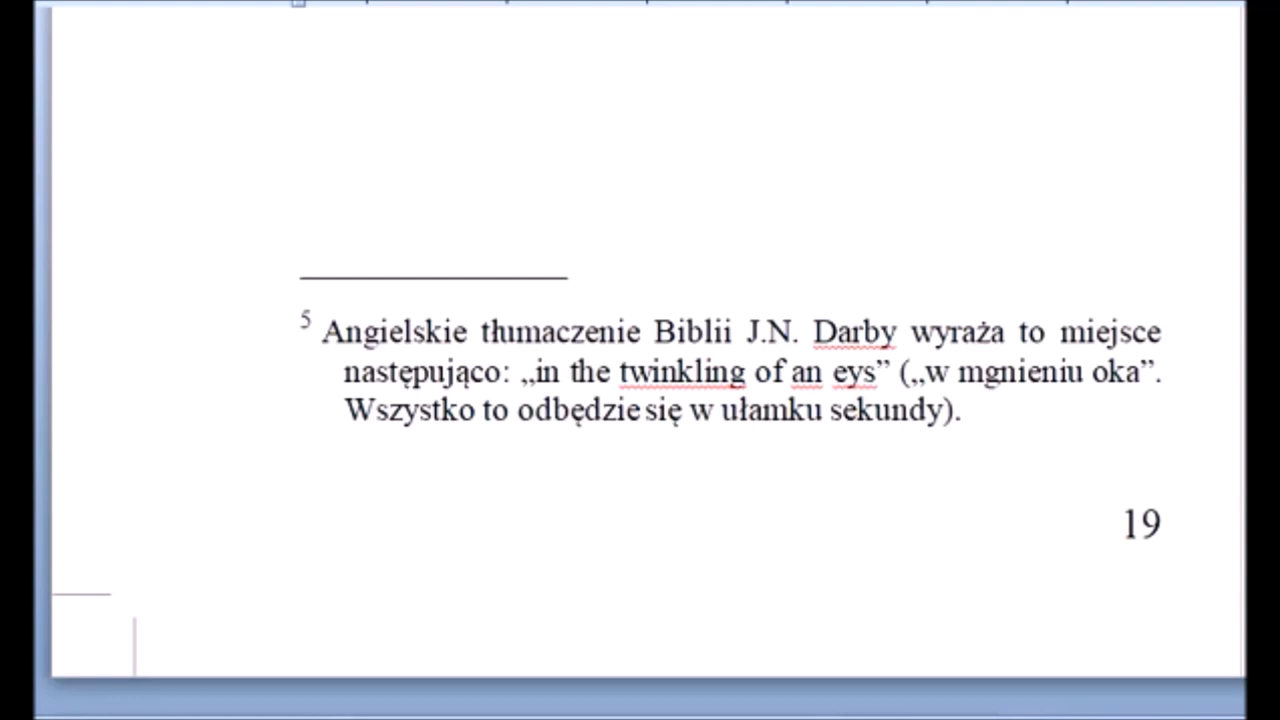 5 Angielskie tłumaczenie Biblii J.N. Darby wyraża to miejsce
następująco: „in the twinkling of an eys” („w mgnieniu oka”.
Wszystko to odbędzie się w ułamku sekundy).
19